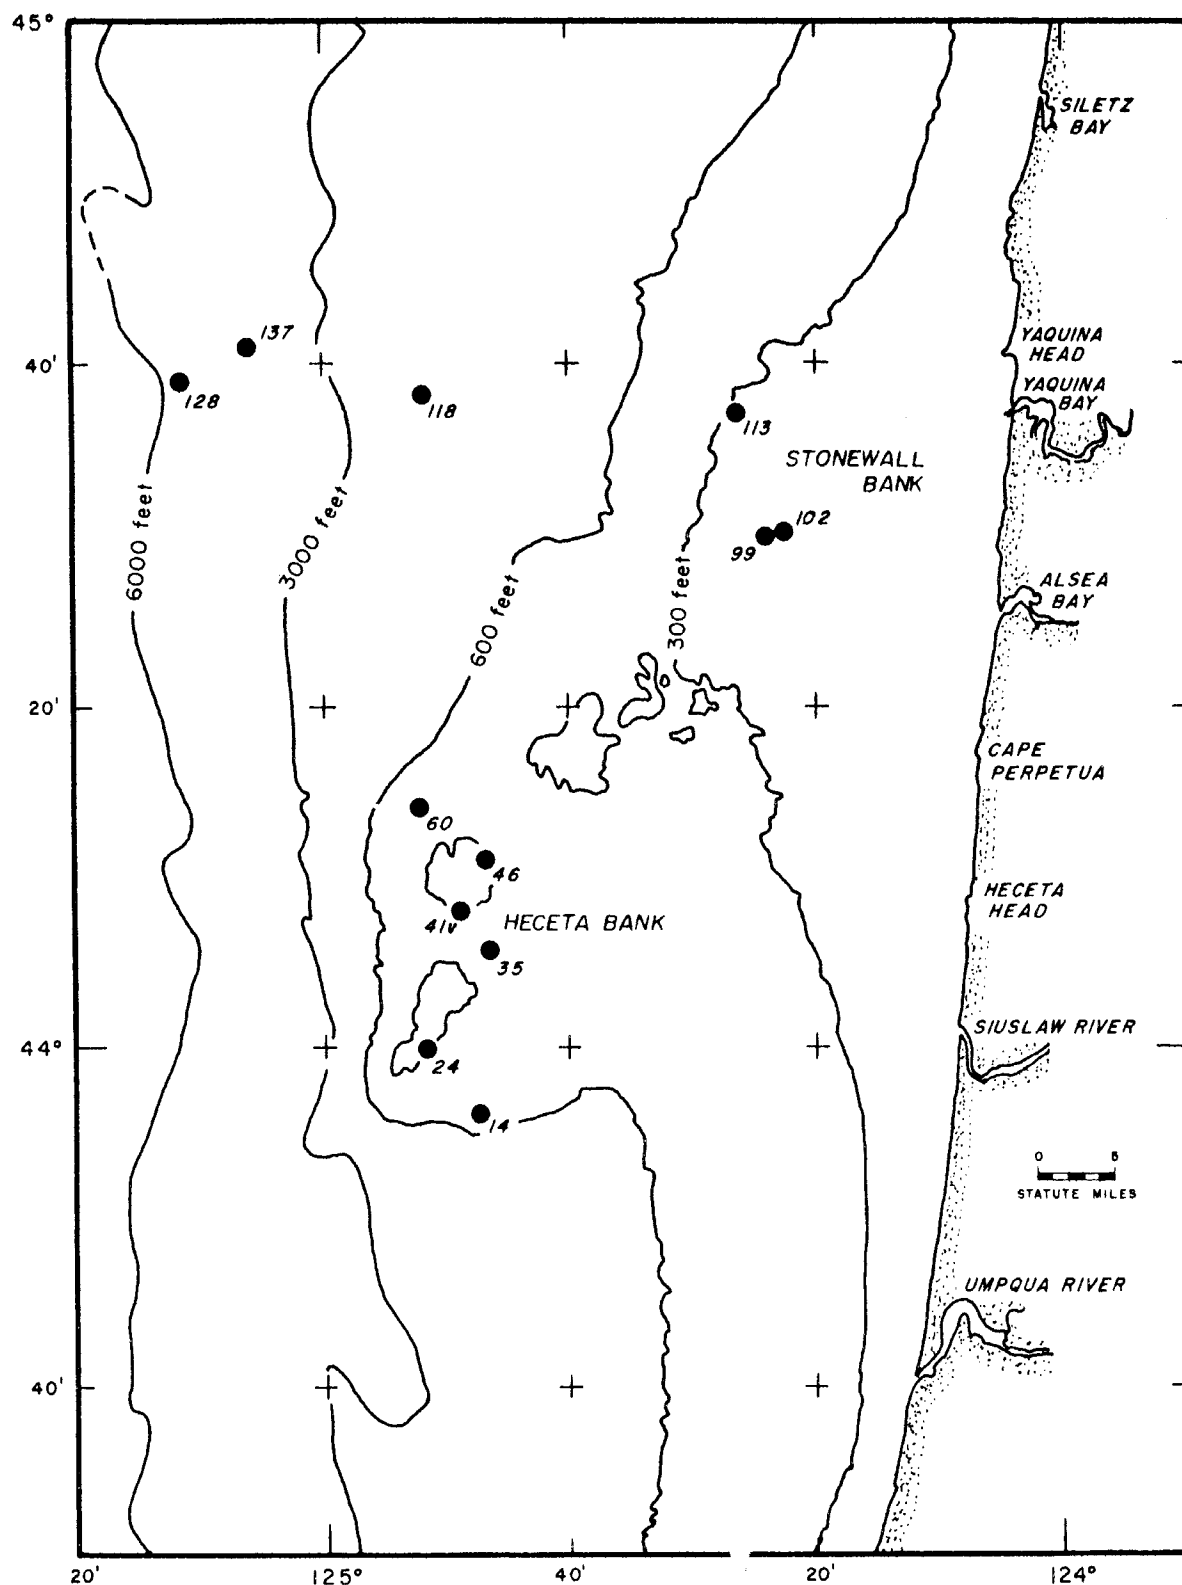 45°
SILETZ
BAY
137
YAQUINA
HEAD
40'
128
118
YAQUINA
BAY
113
STONEWALL
BANK
6000 feet
3000 feet
102
99
600 feet
300 feet
ALSEA
BAY
20'
CAPE
PERPETUA
60
46
HECETA
HEAD
41v
HECETA BANK
35
SIUSLAW RIVER
44°
24
14
0 5
STATUTE MILES
UMPQUA RIVER
40'
20' 125° 40' 20' 124°